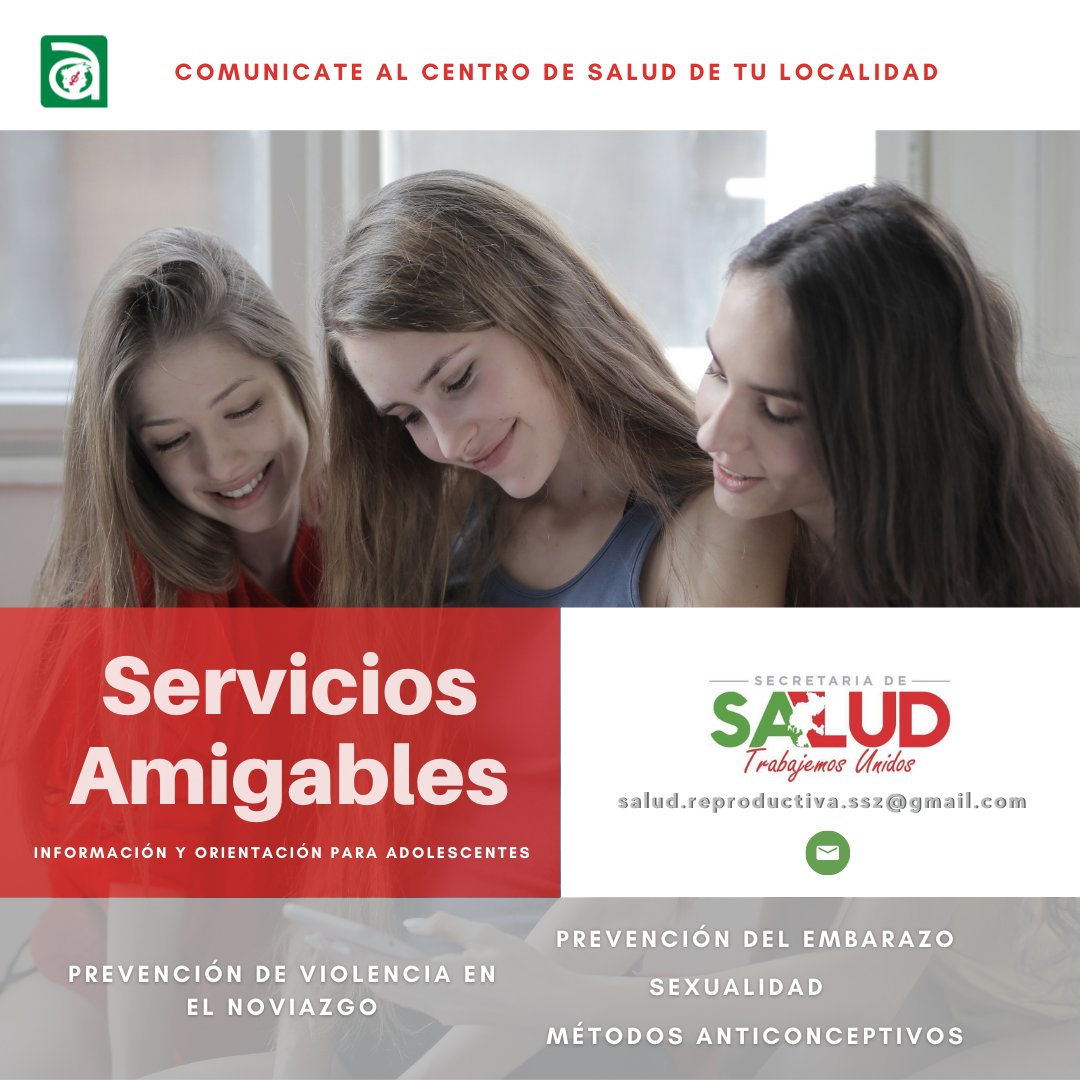 COMUNICATE AL CENTRO DE SALUD DE TU LOCALIDAD
Servicios
Amigables
INFORMACIÓN Y ORIENTACIÓN PARA ADOLESCENTES
SECRETARIA DE
SALUD
Trabajemos Unidos
salud.reproductiva.ssz@gmail.com
PREVENCIÓN DE VIOLENCIA EN
EL NOVIAZGO
PREVENCIÓN DEL EMBARAZO
SEXUALIDAD
MÉTODOS ANTICONCEPTIVOS